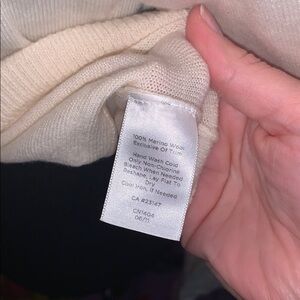 100% Merino Wool
Exclusive Of Trim
Hand Wash Cold
Only Non-Chlorine
Bleach When Needed
Reshape, Lay Flat To
Dry
Cool Iron, If Needed
CA #23147
CN1404
06/11